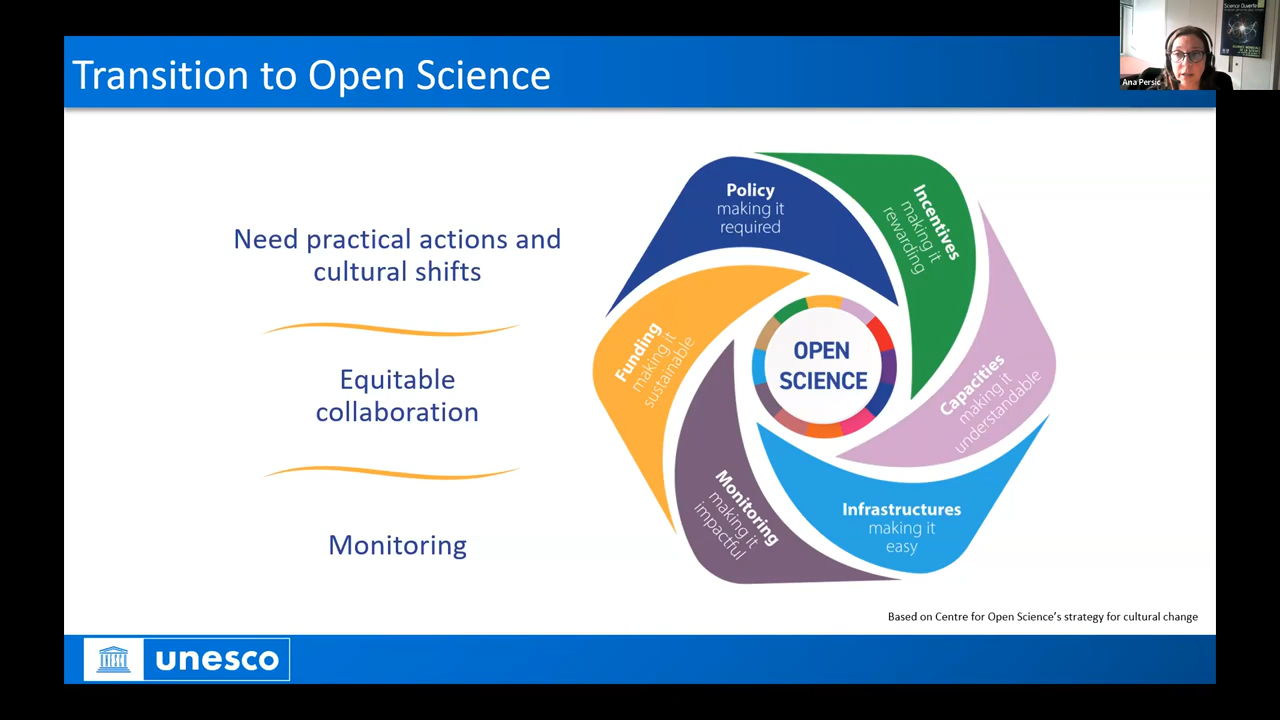 Transition to Open Science
Ana Persic
Science Ouverte
Need practical actions and
cultural shifts
Equitable
collaboration
Monitoring
Policy
making it
required
Incentives
making it
rewarding
Capacities
making it
understandable
Infrastructures
making it
easy
Monitoring
making it
impactful
Funding
making it
sustainable
OPEN
SCIENCE
Based on Centre for Open Science's strategy for cultural change
unesco